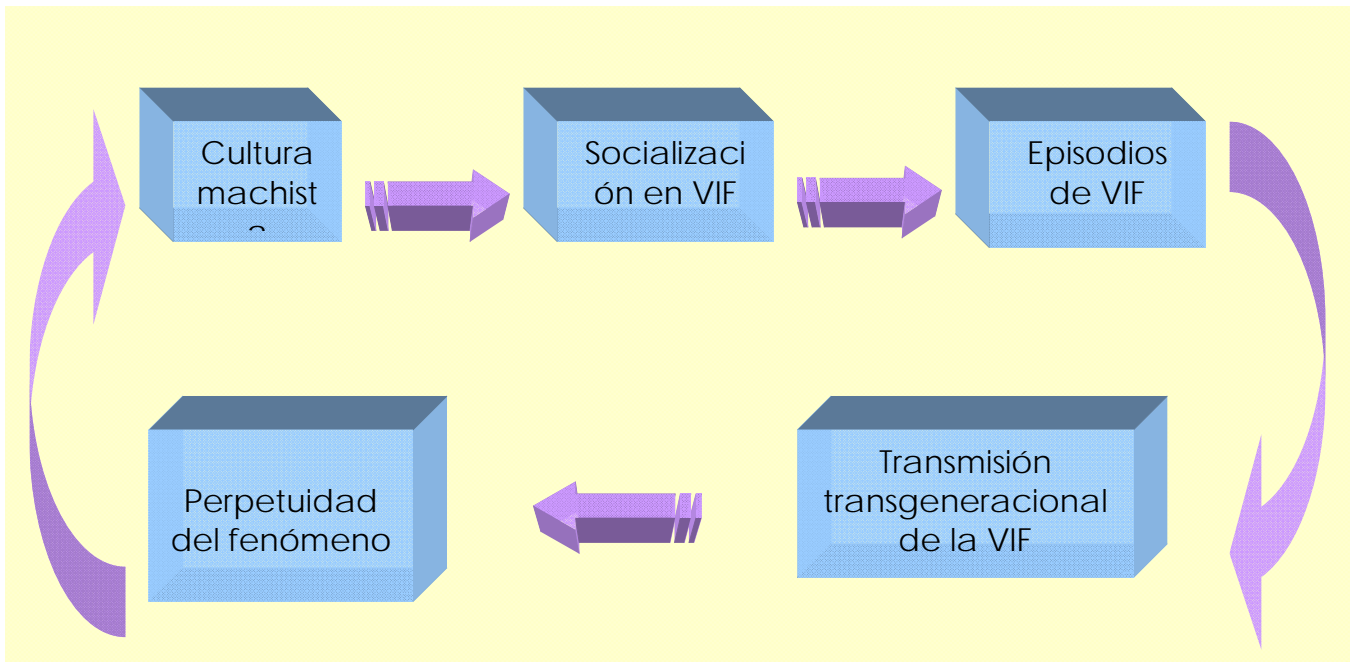 Cultura
machist
a
Socializaci
ón en VIF
Episodios
de VIF
Transmisión
transgeneracional
de la VIF
Perpetuidad
del fenómeno